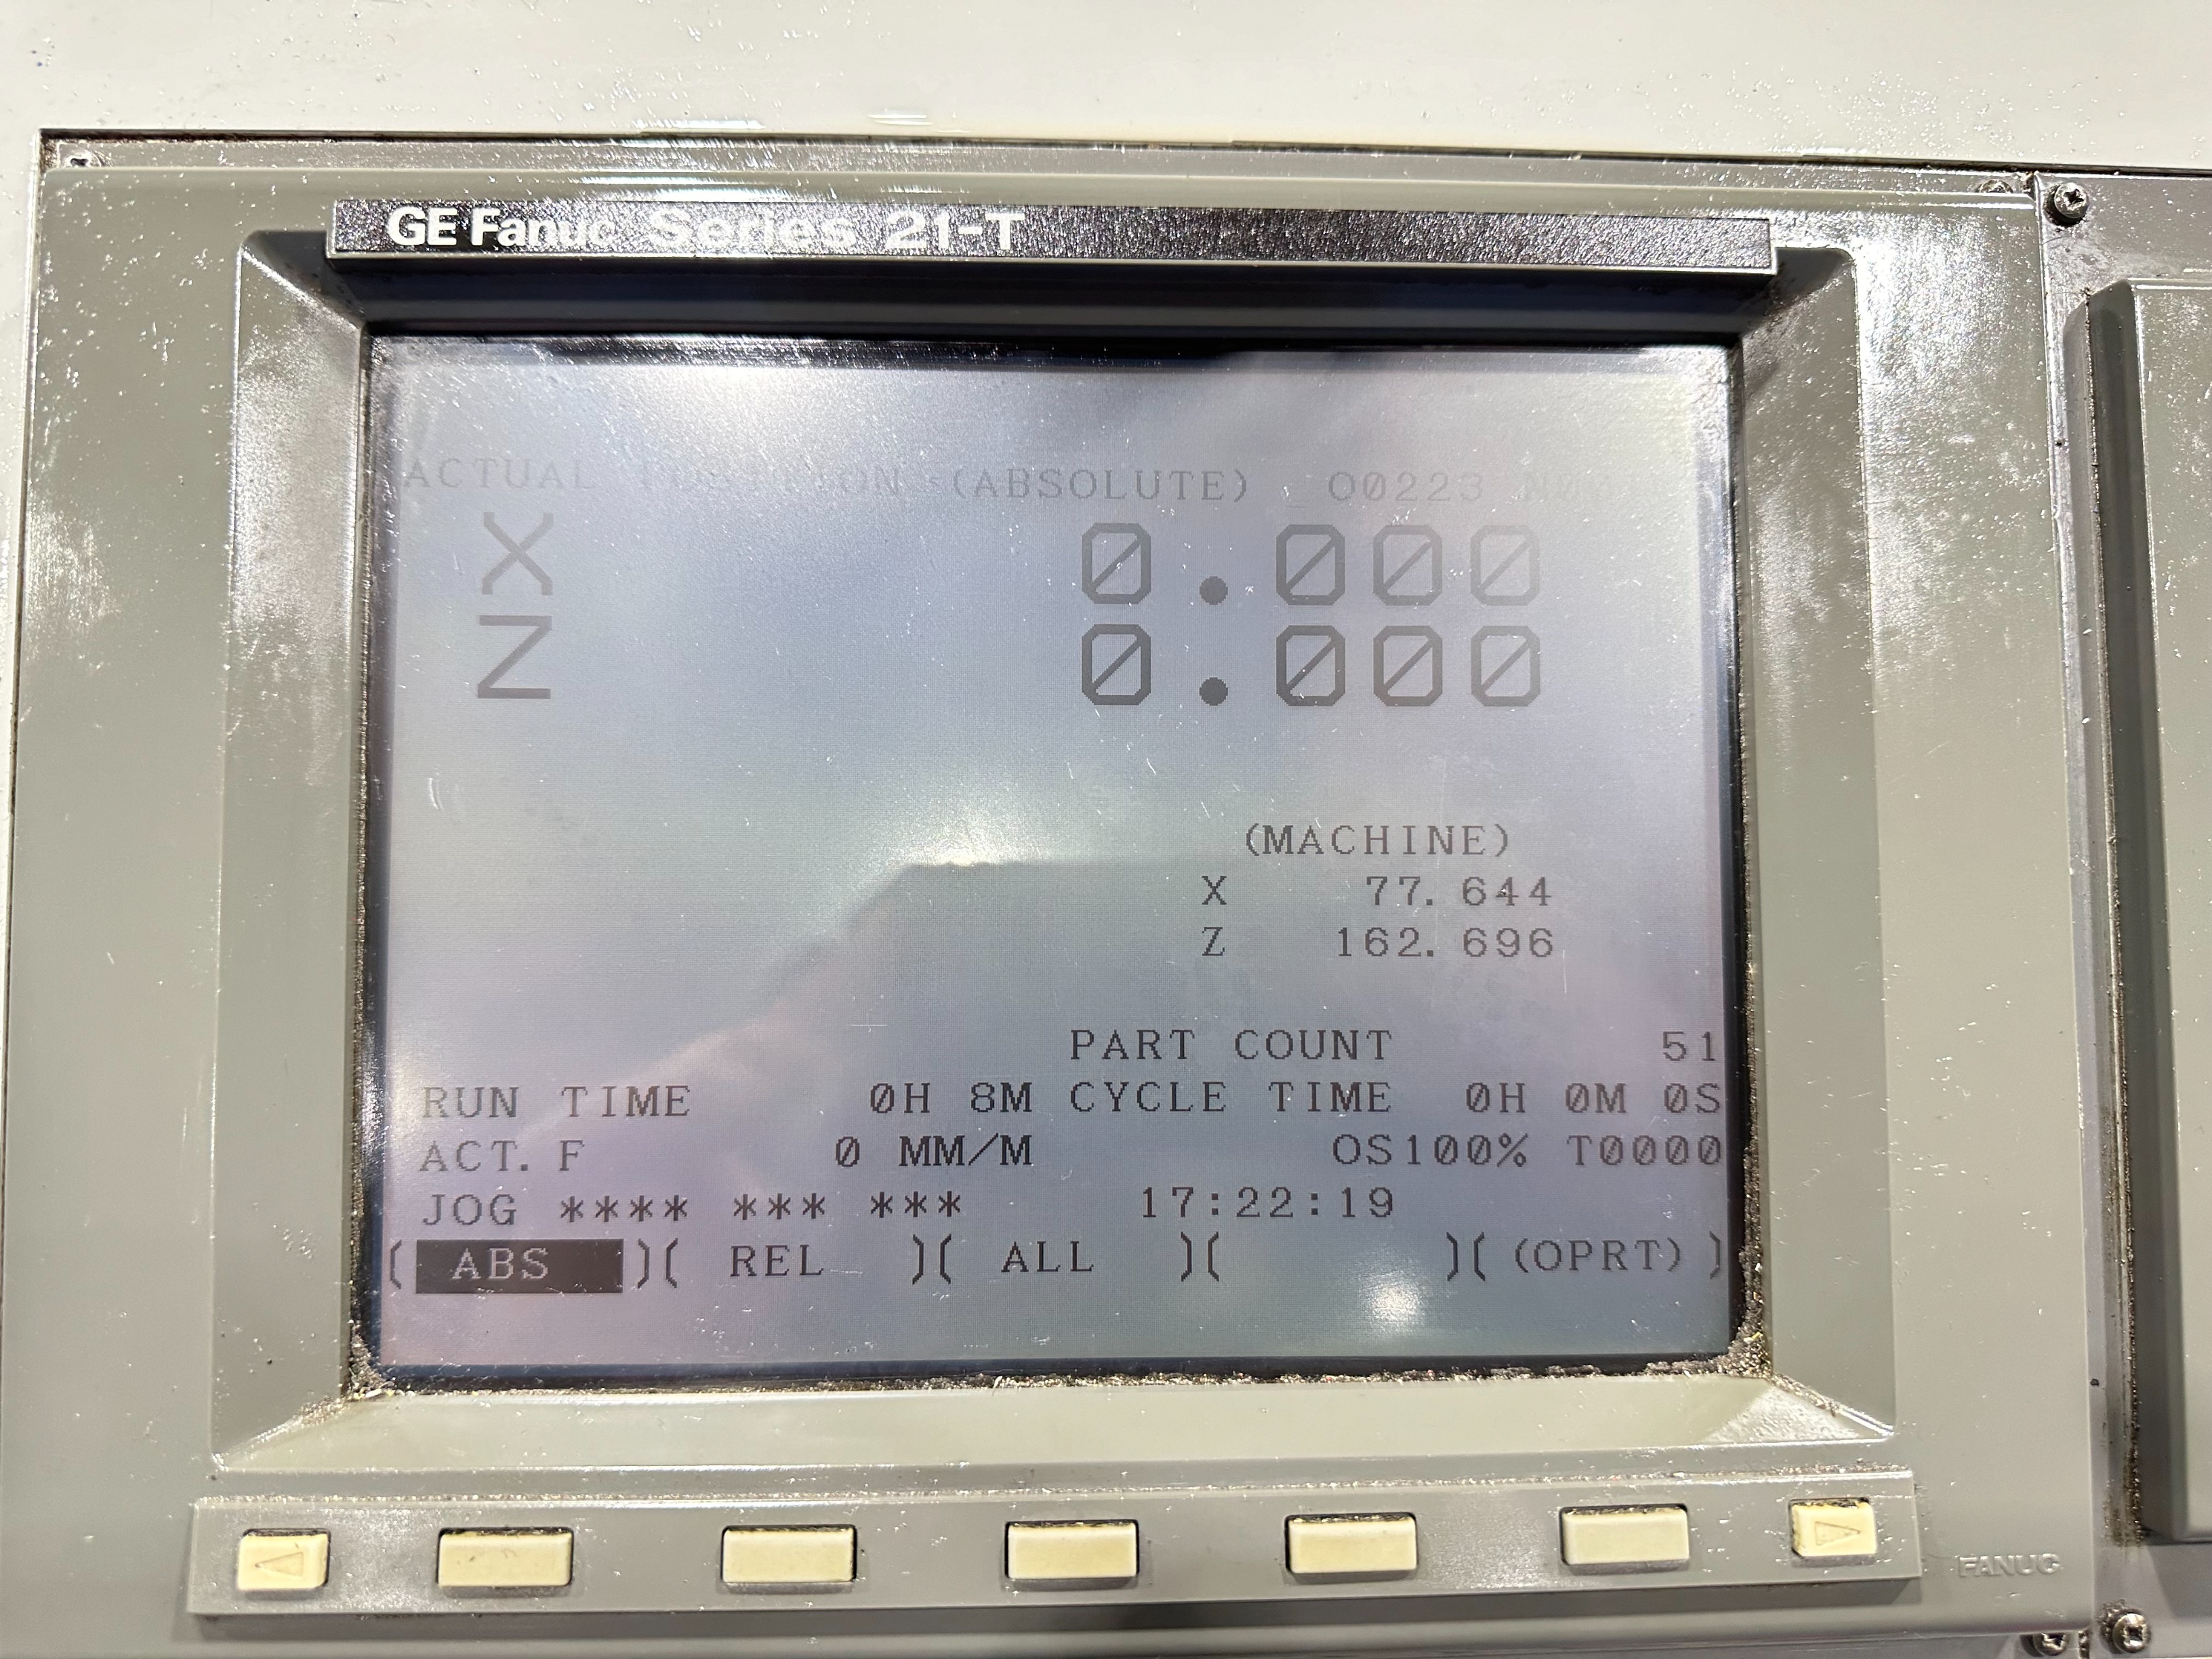 GE Fanuc Series 21-T
ACTUAL POSITION (ABSOLUTE) O0223
X 0.000
Z 0.000
(MACHINE)
X 77.644
Z 162.696
PART COUNT 51
RUN TIME 0H 8M CYCLE TIME 0H 0M 0S
ACT.F 0 MM/M OS100% T0000
JOG **** *** *** 17:22:19
( ABS )( REL )( ALL )( )( (OPRT) )
FANUC